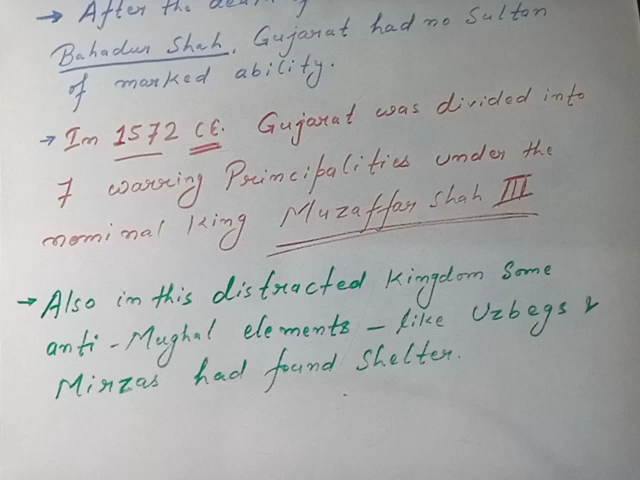 → After the death of
Bahadur Shah, Gujarat had no Sultan
of marked ability.
→ In 1572 CE. Gujarat was divided into
7 warring Principalities under the
nominal King Muzaffar Shah III
→ Also in this distracted Kingdom Some
anti-Mughal elements - like Uzbegs &
Mirzas had found Shelter.